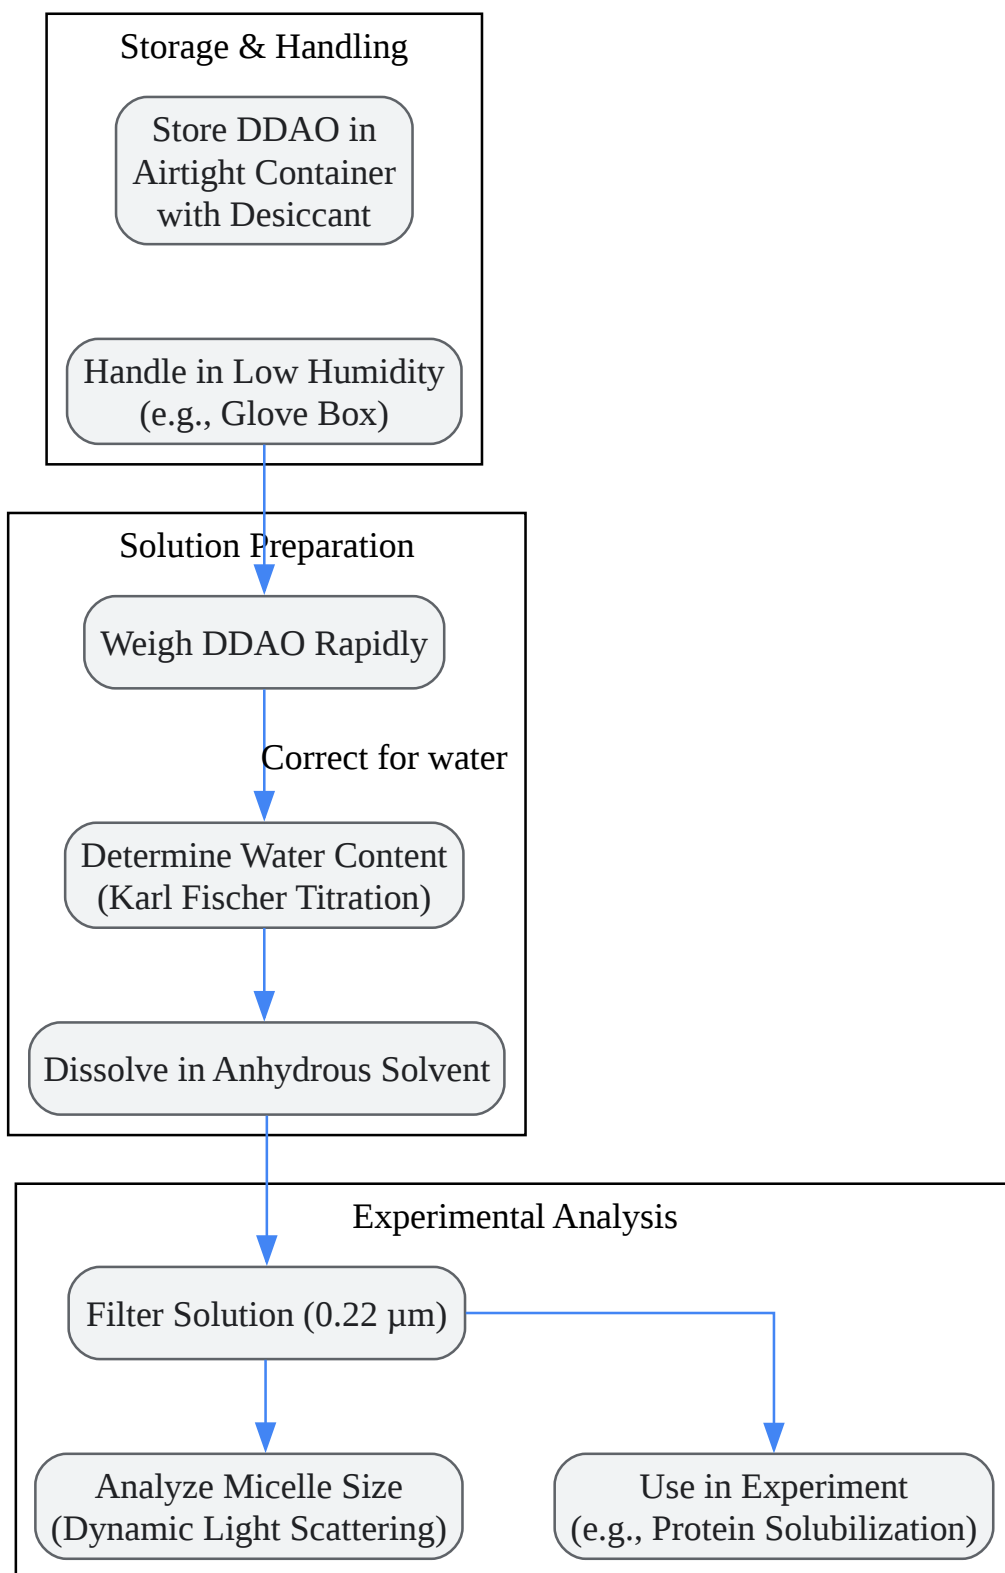 Storage & Handling
Store DDAO in
Airtight Container
with Desiccant
Handle in Low Humidity
(e.g., Glove Box)
Solution Preparation
Weigh DDAO Rapidly
Correct for water
Determine Water Content
(Karl Fischer Titration)
Dissolve in Anhydrous Solvent
Experimental Analysis
Filter Solution (0.22 µm)
Analyze Micelle Size
(Dynamic Light Scattering)
Use in Experiment
(e.g., Protein Solubilization)